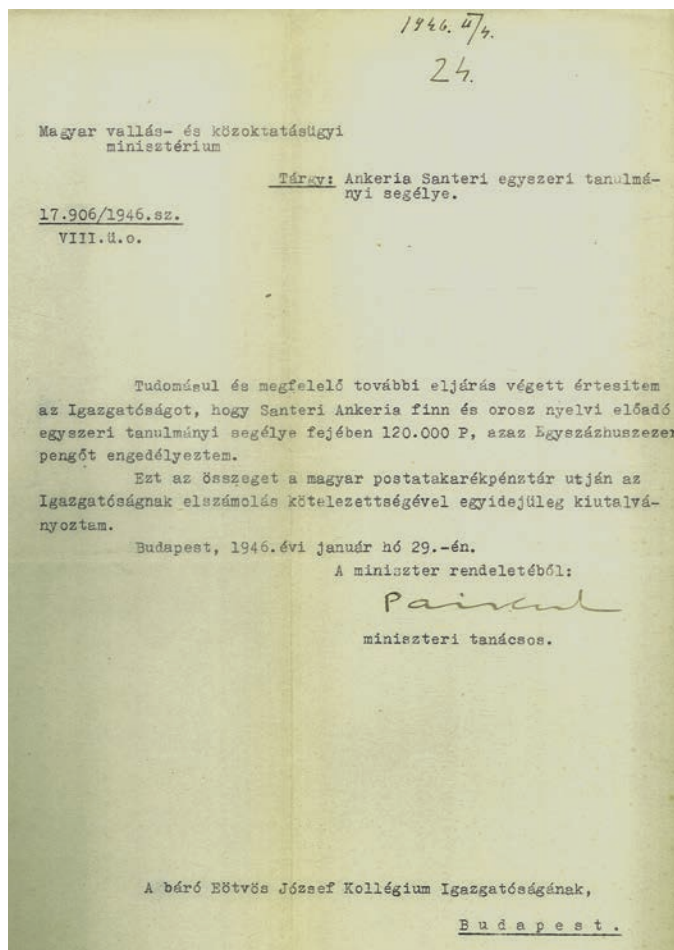 1946. II/4.
24.
Magyar vallás- és közoktatásügyi
minisztérium
Tárgy: Ankeria Santeri egyszeri tanulmá-
nyi segélye.
17.906/1946.sz.
VIII.ü.o.
Tudomásul és megfelelő további eljárás végett értesitem
az Igazgatóságot, hogy Santeri Ankeria finn és orosz nyelvi előadó
egyszeri tanulmányi segélye fejében 120.000 P, azaz Egyszázhuszezer
pengőt engedélyeztem.
Ezt az összeget a magyar postatakarékpénztár utján az
Igazgatóságnak elszámolás kötelezettségével egyidejüleg kiutalvá-
nyoztam.
Budapest, 1946.évi január hó 29.-én.
A miniszter rendeletéből:
miniszteri tanácsos.
A báró Eötvös József Kollégium Igazgatóságának,
B u d a p e s t .